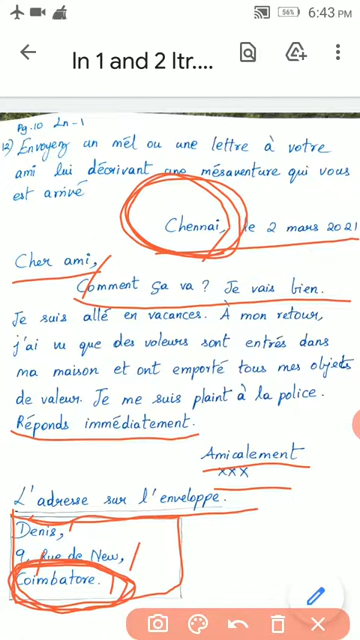 56%
6:43 PM
In 1 and 2 ltr....
Pg.10 Ln-1
12) Envoyez un mél ou une lettre à votre
ami lui décrivant une mésaventure qui vous
est arrivé
Chennai, le 2 mars 2021
Cher ami,
Comment ça va? Je vais bien.
Je suis allé en vacances. À mon retour,
j'ai vu que des voleurs sont entrés dans
ma maison et ont emporté tous mes objets
de valeur. Je me suis plaint à la police.
Réponds immédiatement.
Amicalement
xxx
L'adresse sur l'enveloppe.
Denis,
9, Rue de New,
Coimbatore.